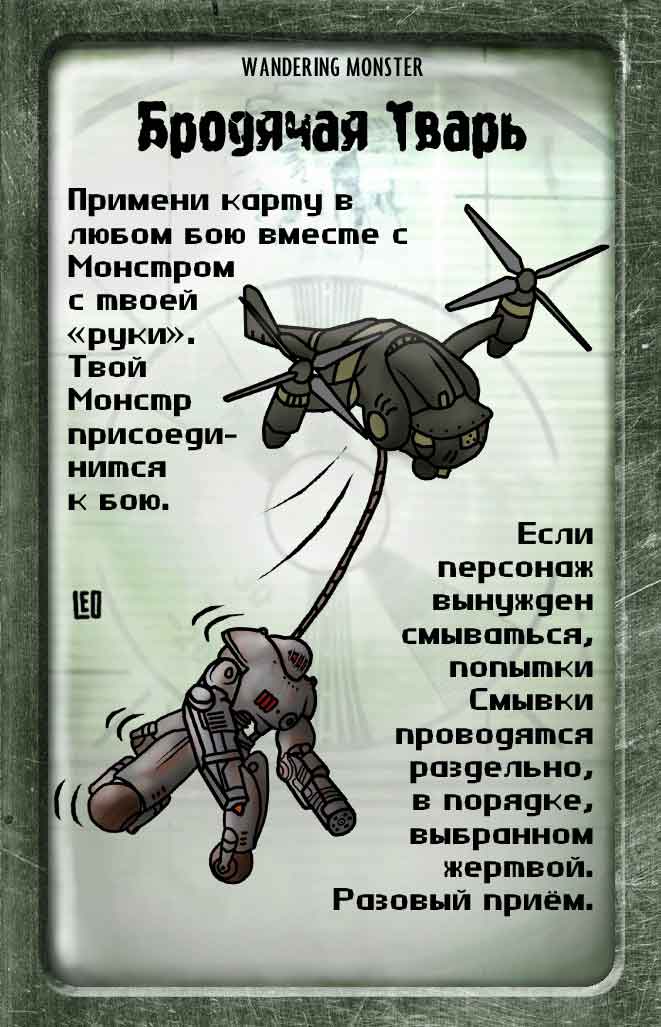 WANDERING MONSTER
Бродячая Тварь
Примени карту в
любом бою вместе с
Монстром
с твоей
«руки».
Твой
Монстр
присоеди-
нится
к бою.
Если
персонаж
вынужден
смываться,
попытки
Смывки
проводятся
раздельно,
в порядке,
выбранном
жертвой.
Разовый приём.
LEO